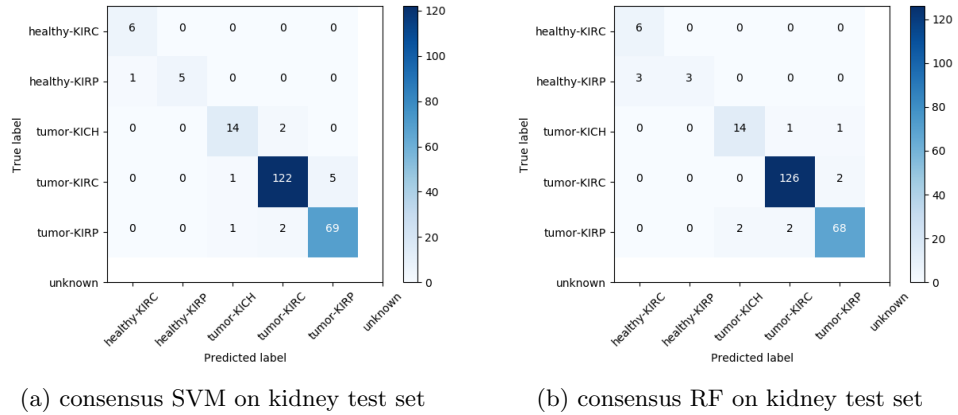 healthy-KIRC 6 0 0 0 0
healthy-KIRP 1 5 0 0 0
tumor-KICH 0 0 14 2 0
tumor-KIRC 0 0 1 122 5
tumor-KIRP 0 0 1 2 69
unknown
True label
healthy-KIRC healthy-KIRP tumor-KICH tumor-KIRC tumor-KIRP unknown
Predicted label
120
100
80
60
40
20
0
(a) consensus SVM on kidney test set
healthy-KIRC 6 0 0 0 0
healthy-KIRP 3 3 0 0 0
tumor-KICH 0 0 14 1 1
tumor-KIRC 0 0 0 126 2
tumor-KIRP 0 0 2 2 68
unknown
True label
healthy-KIRC healthy-KIRP tumor-KICH tumor-KIRC tumor-KIRP unknown
Predicted label
120
100
80
60
40
20
0
(b) consensus RF on kidney test set